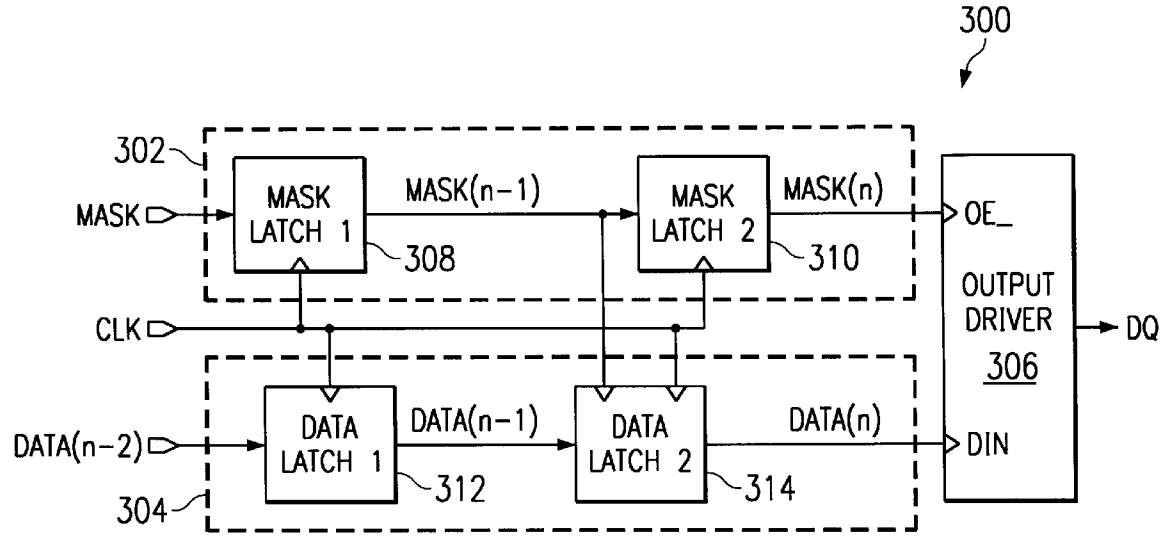 300
302
MASK
MASK
LATCH 1
308
MASK(n-1)
MASK
LATCH 2
310
MASK(n)
OE_
CLK
OUTPUT
DRIVER
306
DQ
DATA(n-2)
DATA
LATCH 1
312
DATA(n-1)
DATA
LATCH 2
314
DATA(n)
DIN
304